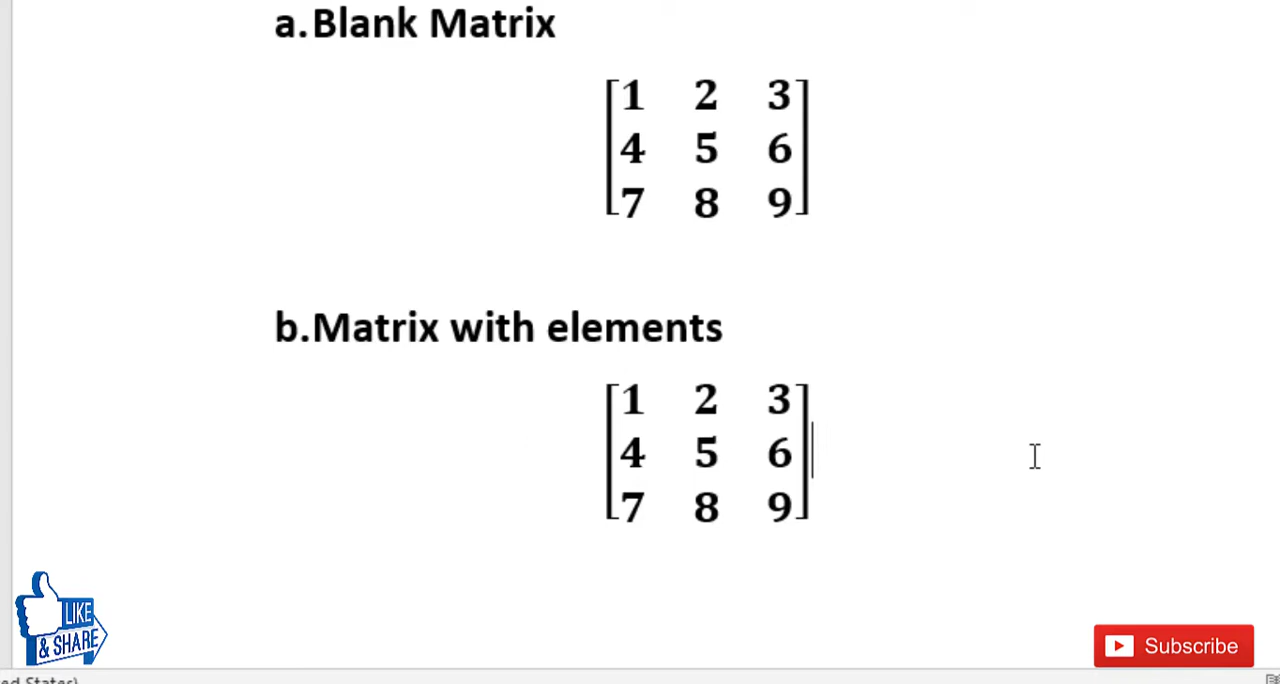 a.Blank Matrix
1 2 3
4 5 6
7 8 9
b.Matrix with elements
1 2 3
4 5 6
7 8 9
LIKE
& SHARE
Subscribe
States)